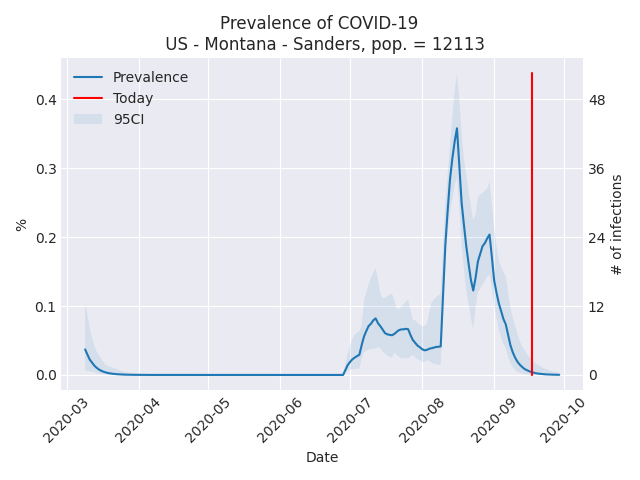 Prevalence of COVID-19
US - Montana - Sanders, pop. = 12113
Prevalence
Today
95CI
%
0.4
0.3
0.2
0.1
0.0
48
36
24
12
0
# of infections
2020-03
2020-04
2020-05
2020-06
2020-07
2020-08
2020-09
2020-10
Date